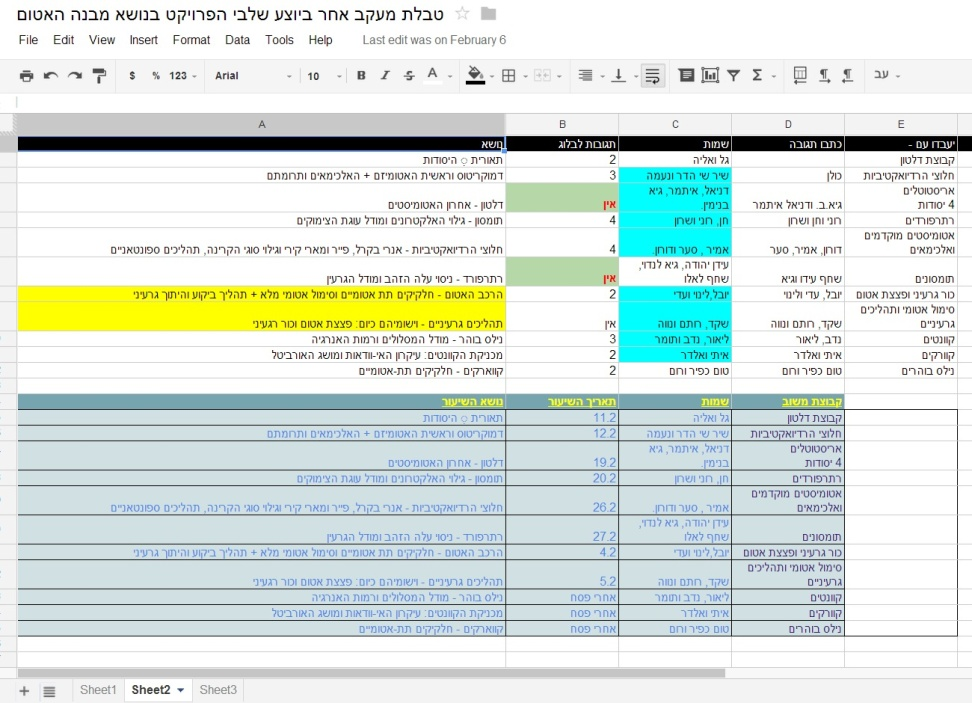 טבלת מעקב אחר ביוצע שלבי הפרויקט בנושא מבנה האטום
File Edit View Insert Format Data Tools Help Last edit was on February 6
$ % 123 Arial 10 B I S A Σ עב
A B C D E
נושא תגובות לבלוג שמות כתבו תגובה יעבדו עם -
תאורית 4 היסודות 2 גל ואליה קבוצת דלטון
דמוקריטוס וראשית האטומיזם + האלכימאים ותרומתם 3 שיר שי הדר ונעמה כולן חלוצי הרדיואקטיביות
דניאל, איתמר, גיא אריסטוטלים
דלטון - אחרון האטומיסטים אין בנימין. גיא.ב. ודניאל איתמר 4 יסודות
תומסון - גילוי האלקטרונים ומודל עוגת הצימוקים 4 חן, רוני ושרון רוני וחן ושרון רתרפורדים
אטומיסטים מוקדמים
חלוצי הרדיואקטיביות - אנרי בקרל, פייר ומארי קירי וגילוי סוגי הקרינה, תהליכים ספונטאניים 4 אמיר , סער ודורון. דורון, אמיר, סער ואלכימאים
עידן יהודה, גיא לנדוי,
רתרפורד - ניסוי עלה הזהב ומודל הגרעין אין שחף לאלו שחף עידו וגיא תומסונים
הרכב האטום - חלקיקים תת אטומיים וסימול אטומי מלא + תהליך ביקוע והיתוך גרעיני 2 יובל,לינוי ועדי יובל, עדי ולינוי כור גרעיני ופצצת אטום
סימול אטומי ותהליכים
תהליכים גרעיניים - וישומיהם כיום: פצצת אטום וכור רגעיני אין שקד, רותם ונווה שקד, רותם ונווה גרעיניים
נילס בוהר - מודל המסלולים ורמות האנרגיה 3 ליאור, נדב ותומר נדב, ליאור קוונטים
מכניקת הקוונטים: עיקרון האי-וודאות ומושג האורביטל 2 איתי ואלדר איתי ואלדר קוורקים
קווארקים - חלקיקים תת-אטומיים 2 טום כפיר ורום טום כפיר ורום נילס בוהרים
נושא השיעור תאריך השיעור שמות קבוצת משוב
תאורית היסודות 11.2 גל ואליה קבוצת דלטון
דמוקריטוס וראשית האטומיזם + האלכימאים ותרומתם 12.2 שיר שי הדר ונעמה חלוצי הרדיואקטיביות
דניאל, איתמר, גיא אריסטוטלים
דלטון - אחרון האטומיסטים 19.2 בנימין. 4 יסודות
תומסון - גילוי האלקטרונים ומודל עוגת הצימוקים 20.2 חן, רוני ושרון רתרפורדים
אטומיסטים מוקדמים
חלוצי הרדיואקטיביות - אנרי בקרל, פייר ומארי קירי וגילוי סוגי הקרינה, תהליכים ספונטאניים 26.2 אמיר , סער ודורון. ואלכימאים
עידן יהודה, גיא לנדוי,
רתרפורד - ניסוי עלה הזהב ומודל הגרעין 27.2 שחף לאלו תומסונים
הרכב האטום - חלקיקים תת אטומיים וסימול אטומי מלא + תהליך ביקוע והיתוך גרעיני 4.2 יובל,לינוי ועדי כור גרעיני ופצצת אטום
סימול אטומי ותהליכים
תהליכים גרעיניים - וישומיהם כיום: פצצת אטום וכור רגעיני 5.2 שקד, רותם ונווה גרעיניים
נילס בוהר - מודל המסלולים ורמות האנרגיה אחרי פסח ליאור, נדב ותומר קוונטים
מכניקת הקוונטים: עיקרון האי-וודאות ומושג האורביטל אחרי פסח איתי ואלדר קוורקים
קווארקים - חלקיקים תת-אטומיים אחרי פסח טום כפיר ורום נילס בוהרים
Sheet1 Sheet2 Sheet3